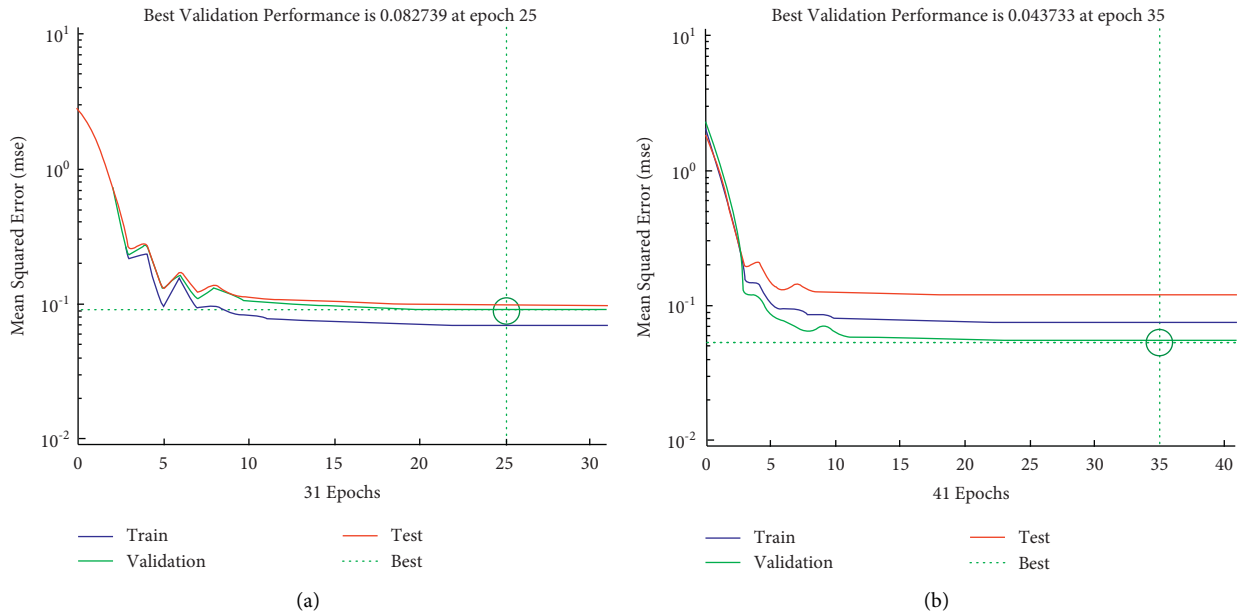 Best Validation Performance is 0.082739 at epoch 25
10^1
10^0
10^-1
10^-2
Mean Squared Error (mse)
0 5 10 15 20 25 30
31 Epochs
Train
Validation
Test
Best
(a)
Best Validation Performance is 0.043733 at epoch 35
10^1
10^0
10^-1
10^-2
Mean Squared Error (mse)
0 5 10 15 20 25 30 35 40
41 Epochs
Train
Validation
Test
Best
(b)